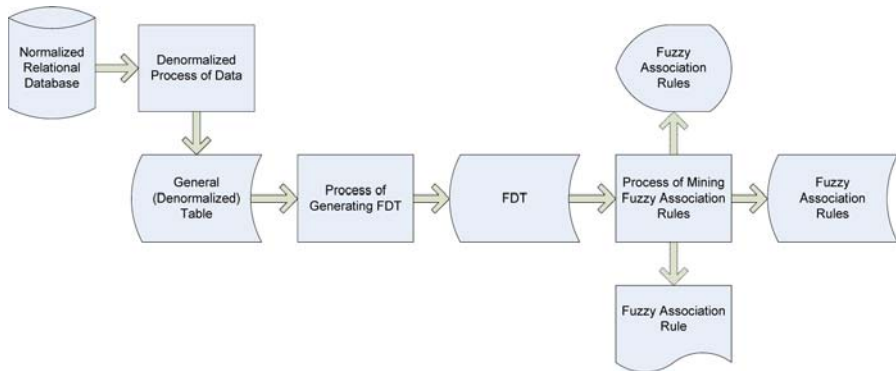 Normalized
Relational
Database
Denormalized
Process of Data
Fuzzy
Association
Rules
General
(Denormalized)
Table
Process of
Generating FDT
FDT
Process of Mining
Fuzzy Association
Rules
Fuzzy
Association
Rules
Fuzzy Association
Rule